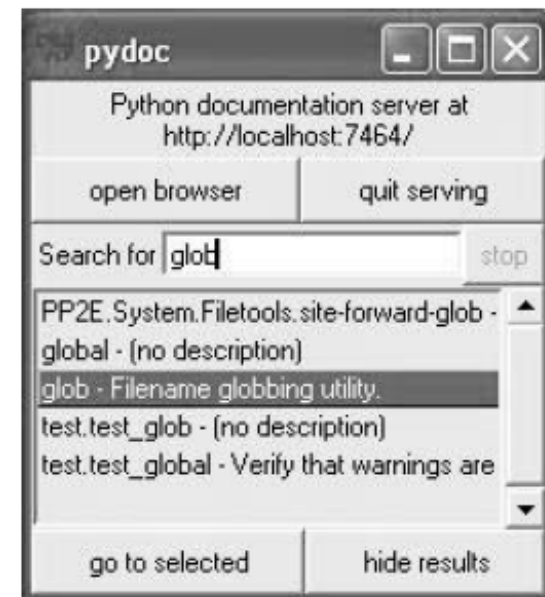 pydoc
Python documentation server at
http://localhost:7464/
open browser quit serving
Search for glob stop
PP2E.System.Filetools.site-forward-glob -
global - (no description)
glob - Filename globbing utility.
test.test_glob - (no description)
test.test_global - Verify that warnings are
go to selected hide results